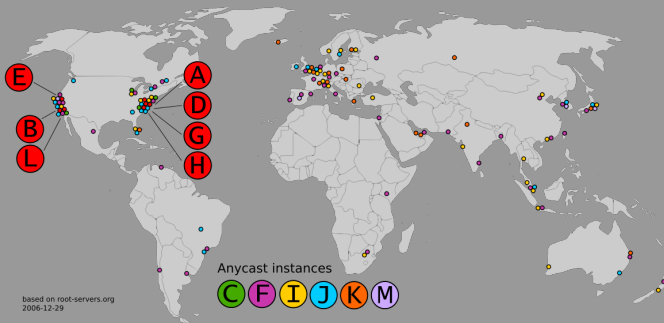 E
A
D
B
G
L
H
Anycast instances
C F I J K M
based on root-servers.org
2006-12-29